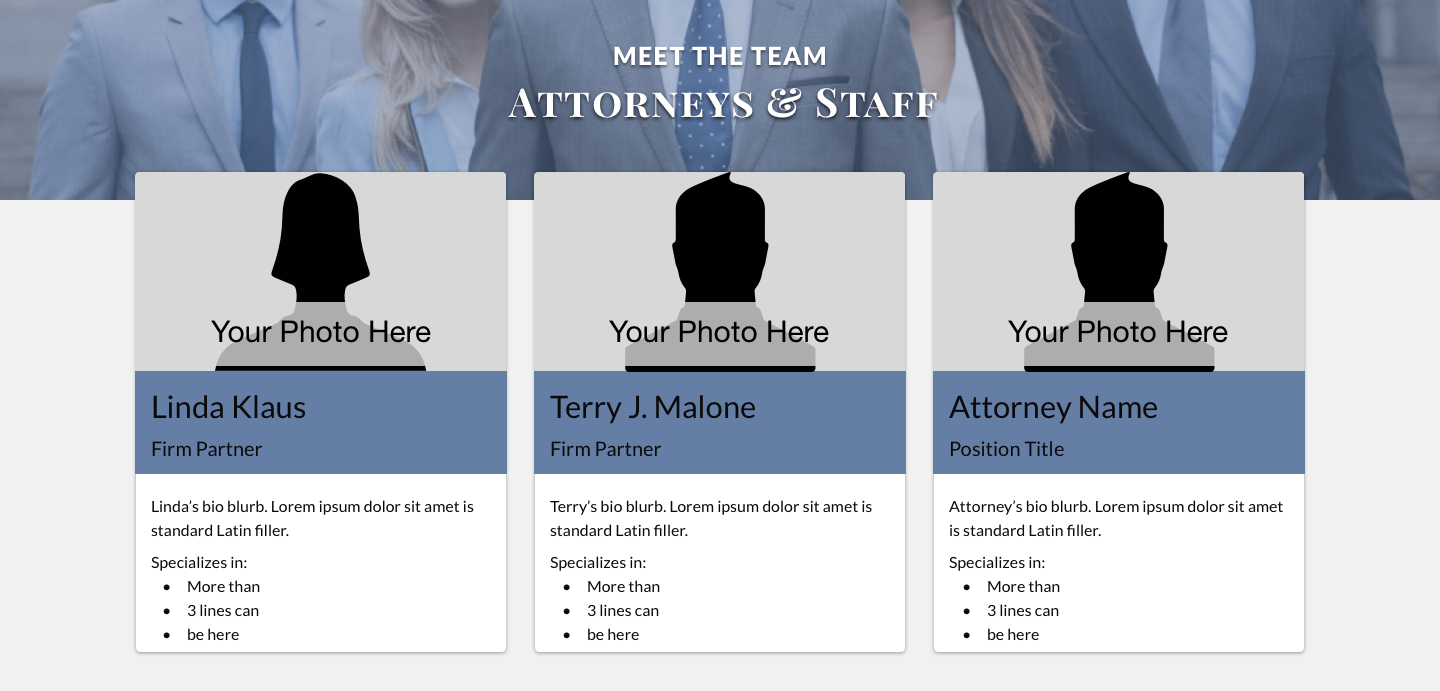 MEET THE TEAM
ATTORNEYS & STAFF
Your Photo Here
Linda Klaus
Firm Partner
Linda’s bio blurb. Lorem ipsum dolor sit amet is
standard Latin filler.
Specializes in:
• More than
• 3 lines can
• be here
Your Photo Here
Terry J. Malone
Firm Partner
Terry’s bio blurb. Lorem ipsum dolor sit amet is
standard Latin filler.
Specializes in:
• More than
• 3 lines can
• be here
Your Photo Here
Attorney Name
Position Title
Attorney’s bio blurb. Lorem ipsum dolor sit amet
is standard Latin filler.
Specializes in:
• More than
• 3 lines can
• be here